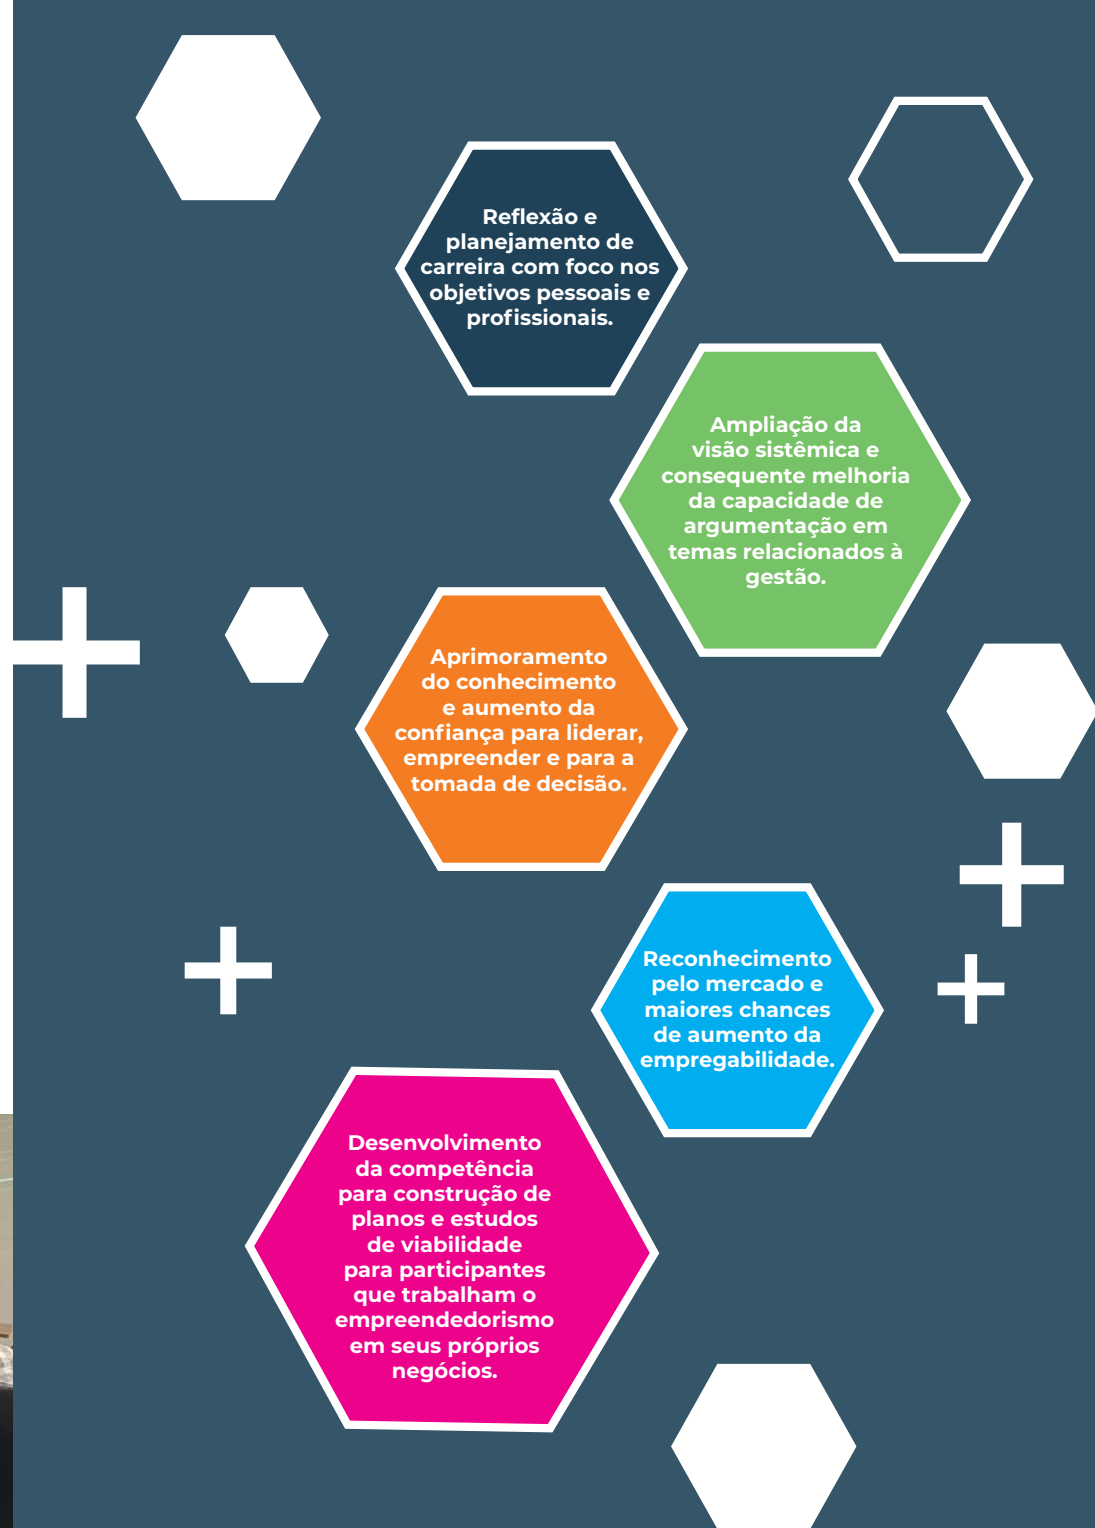 Reflexão e
planejamento de
carreira com foco nos
objetivos pessoais e
profissionais.
Ampliação da
visão sistêmica e
consequente melhoria
da capacidade de
argumentação em
temas relacionados à
gestão.
Aprimoramento
do conhecimento
e aumento da
confiança para liderar,
empreender e para a
tomada de decisão.
Reconhecimento
pelo mercado e
maiores chances
de aumento da
empregabilidade.
Desenvolvimento
da competência
para construção de
planos e estudos
de viabilidade
para participantes
que trabalham o
empreendedorismo
em seus próprios
negócios.